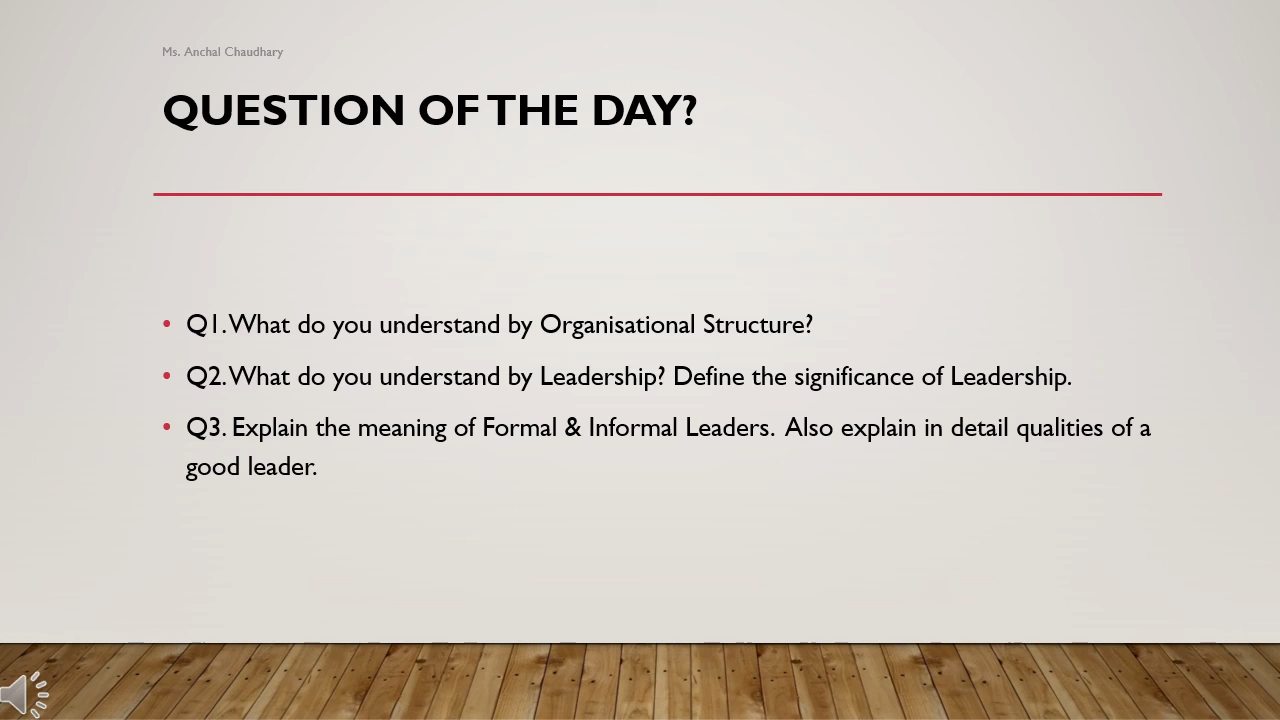 Ms. Anchal Chaudhary
QUESTION OF THE DAY?
• Q1. What do you understand by Organisational Structure?
• Q2. What do you understand by Leadership? Define the significance of Leadership.
• Q3. Explain the meaning of Formal & Informal Leaders. Also explain in detail qualities of a
good leader.